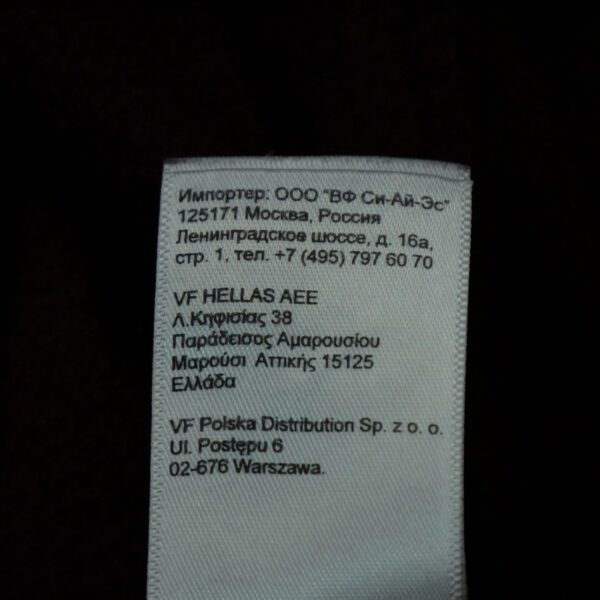 Импортер: ООО "ВФ Си-Ай-Эс"
125171 Москва, Россия
Ленинградское шоссе, д. 16а,
стр. 1, тел. +7 (495) 797 60 70
VF HELLAS AEE
Λ.Κηφισίας 38
Παράδεισος Αμαρουσίου
Μαρούσι Αττικής 15125
Ελλάδα
VF Polska Distribution Sp. z o. o.
Ul. Postępu 6
02-676 Warszawa.